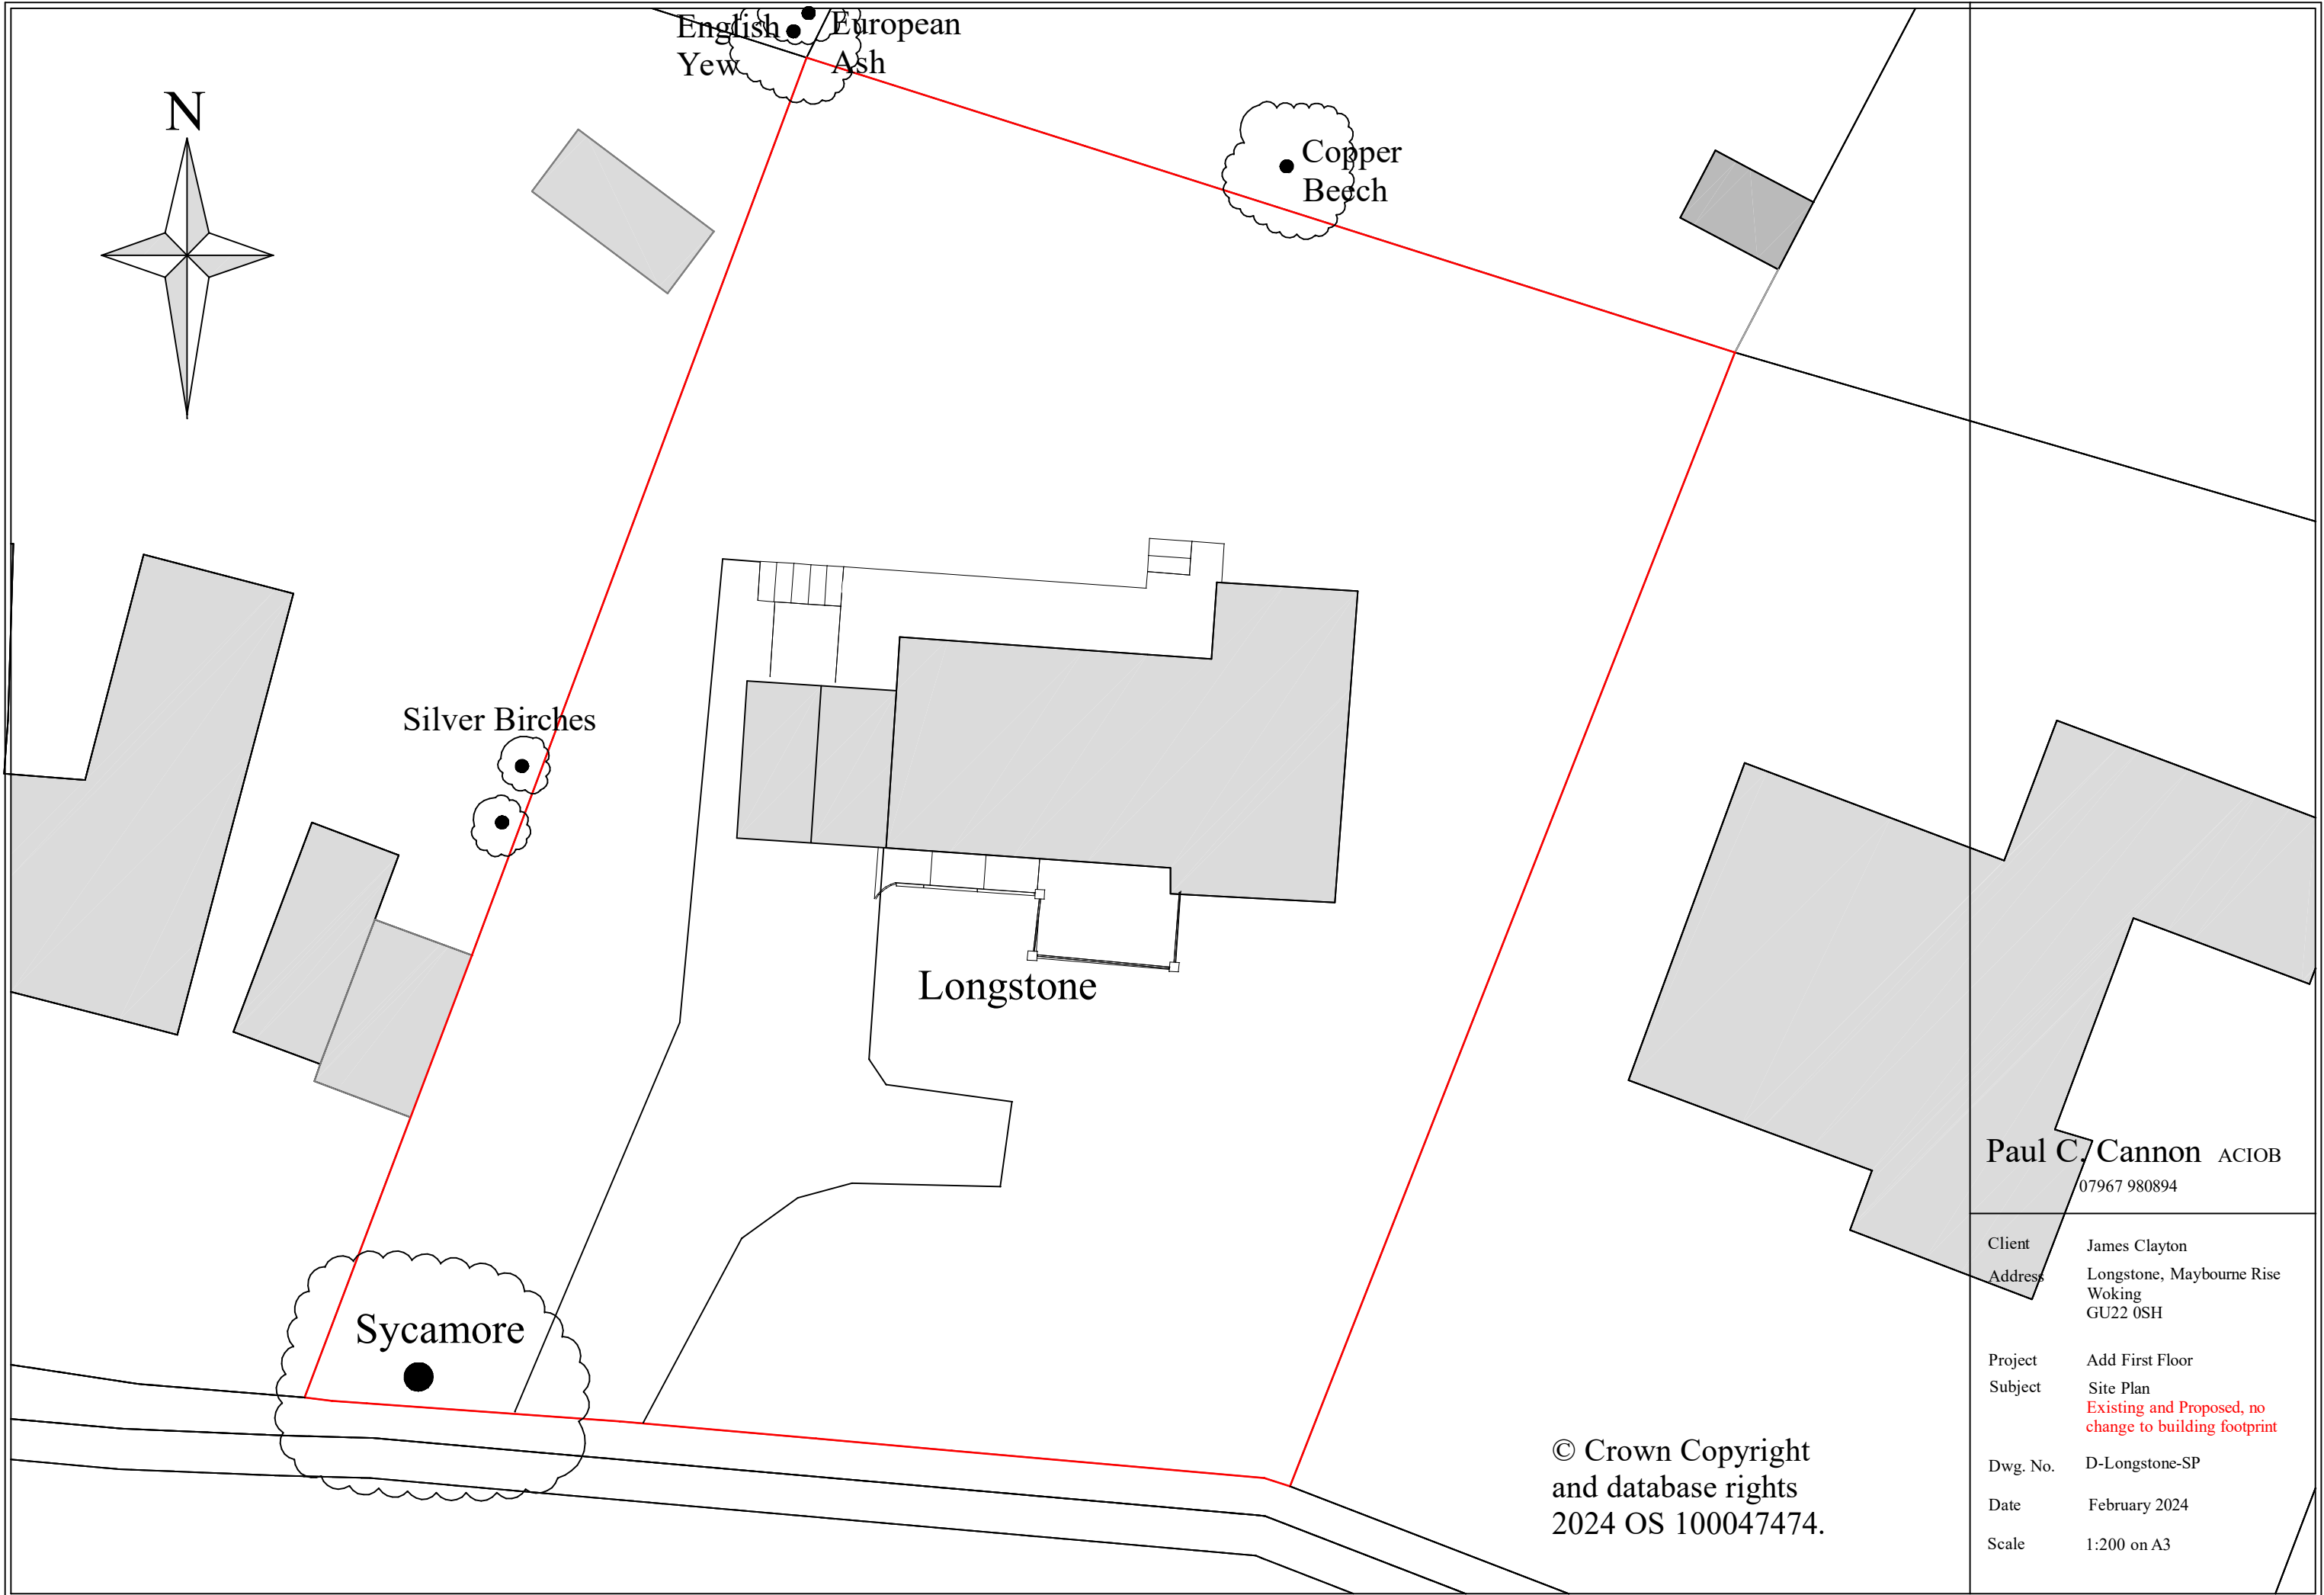 English
Yew
European
Ash
N
Copper
Beech
Silver Birches
Longstone
Sycamore
© Crown Copyright
and database rights
2024 OS 100047474.
Paul C. Cannon ACIOB
07967 980894
Client James Clayton
Address Longstone, Maybourne Rise
Woking
GU22 0SH
Project Add First Floor
Subject Site Plan
Existing and Proposed, no
change to building footprint
Dwg. No. D-Longstone-SP
Date February 2024
Scale 1:200 on A3